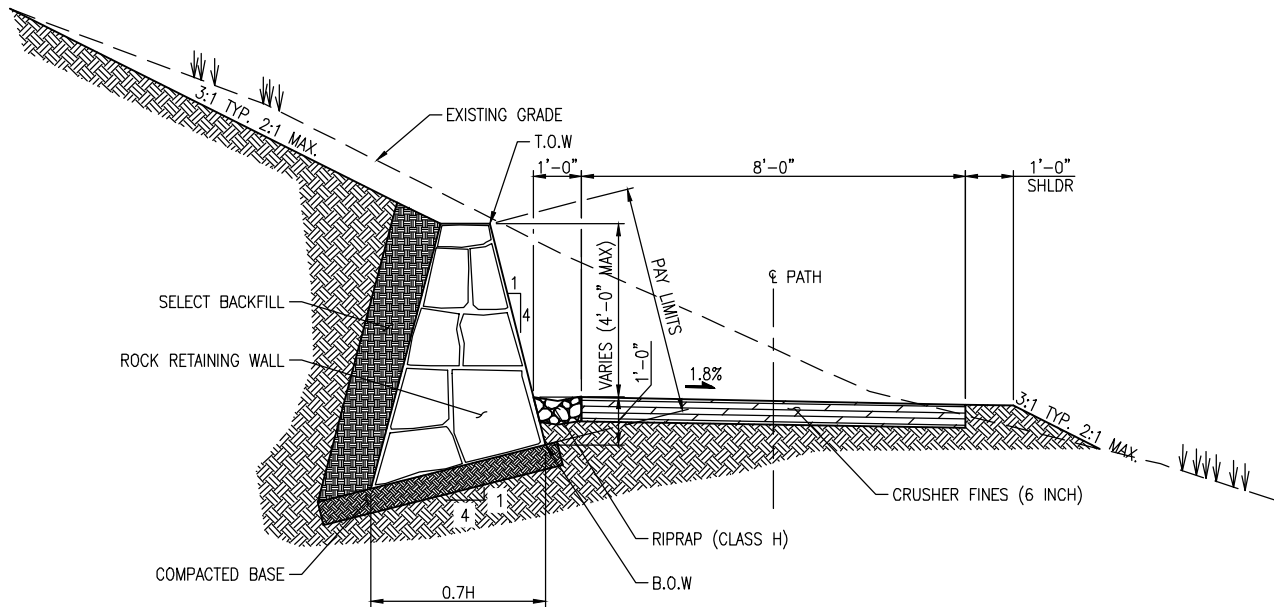 3:1 TYP. 2:1 MAX.
EXISTING GRADE
T.O.W
1'-0"
8'-0"
1'-0"
SHLDR
VARIES (4'-0" MAX)
PAY LIMITS
1
4
℄ PATH
SELECT BACKFILL
ROCK RETAINING WALL
1'-0"
1.8%
3:1 TYP. 2:1 MAX.
1
4
CRUSHER FINES (6 INCH)
RIPRAP (CLASS H)
COMPACTED BASE
B.O.W
0.7H